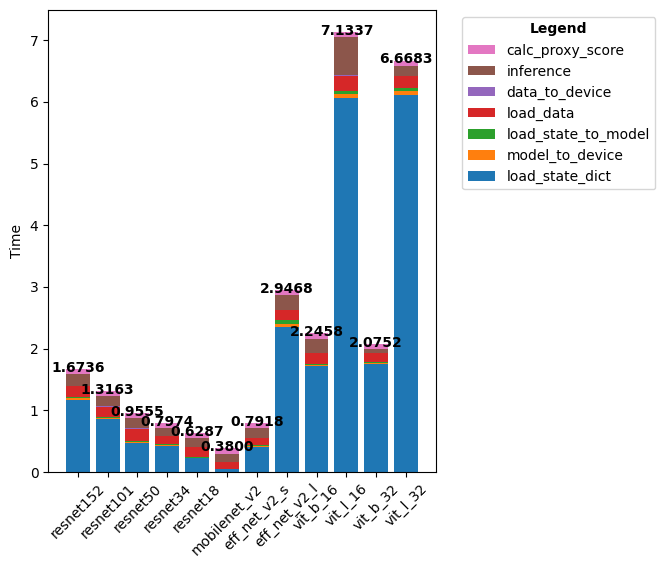 7.1337
6.6683
2.9468
2.2458
2.0752
1.6736
1.3163
0.9555
0.7974
0.6287
0.3800
0.7918
7
6
5
4
3
2
1
0
Time
resnet152
resnet101
resnet50
resnet34
resnet18
mobilenet_v2
eff_net_v2_s
eff_net_v2_l
vit_b_16
vit_l_16
vit_b_32
vit_l_32
Legend
calc_proxy_score
inference
data_to_device
load_data
load_state_to_model
model_to_device
load_state_dict